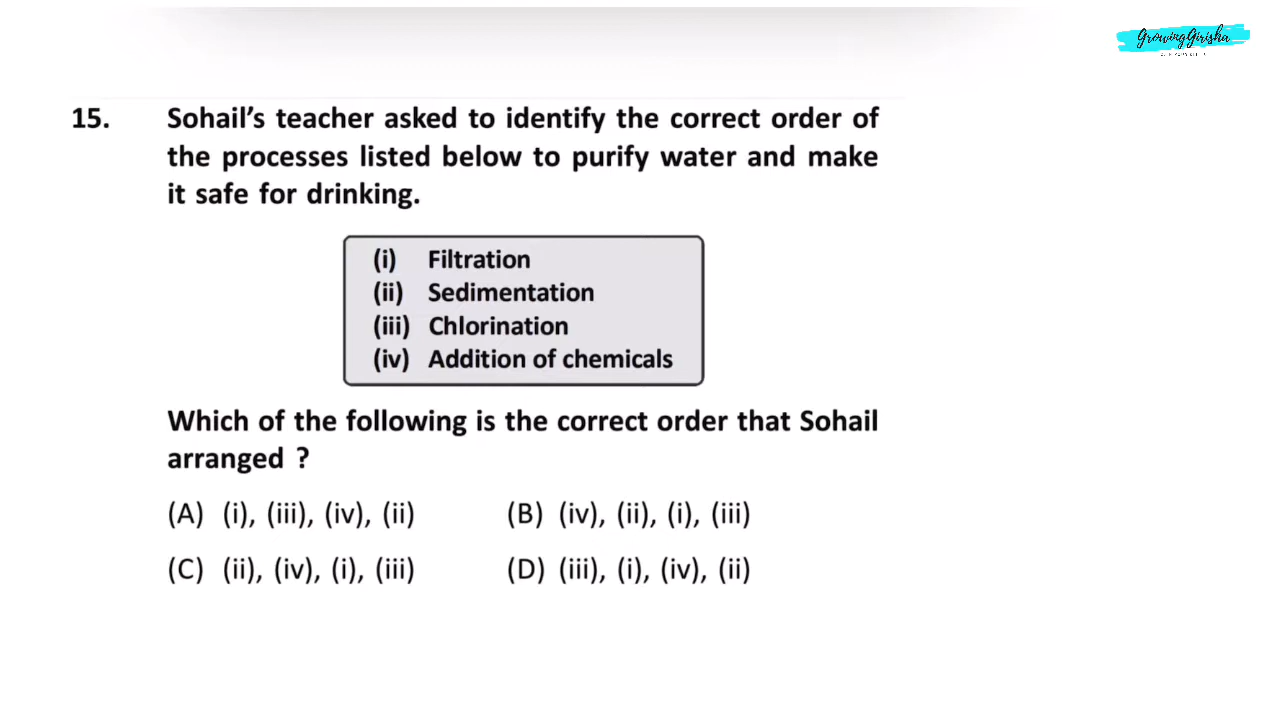 GrowingGirisha
15. Sohail's teacher asked to identify the correct order of
the processes listed below to purify water and make
it safe for drinking.
(i) Filtration
(ii) Sedimentation
(iii) Chlorination
(iv) Addition of chemicals
Which of the following is the correct order that Sohail
arranged ?
(A) (i), (iii), (iv), (ii) (B) (iv), (ii), (i), (iii)
(C) (ii), (iv), (i), (iii) (D) (iii), (i), (iv), (ii)